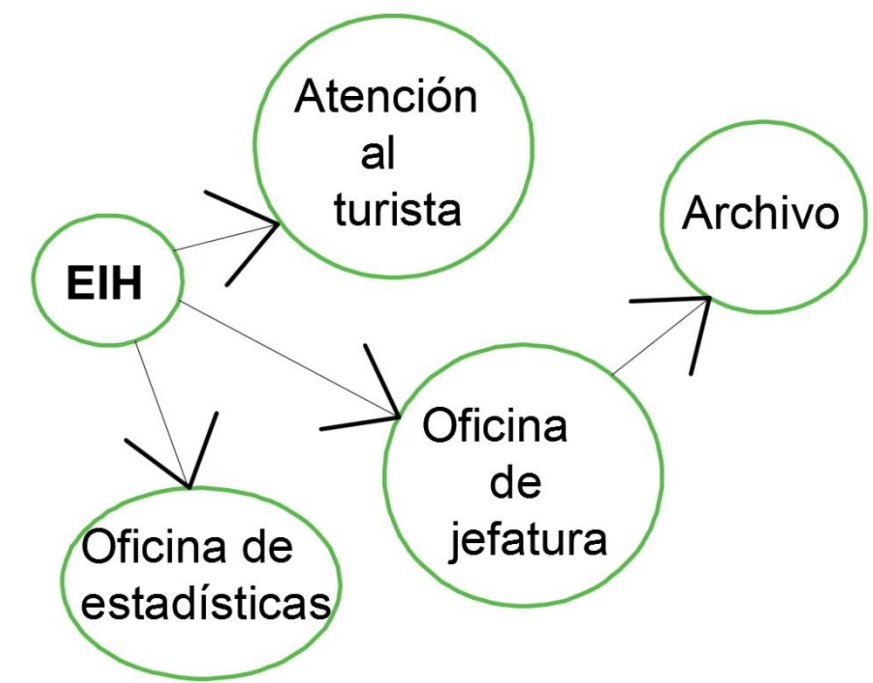 Atención
al
turista
Archivo
EIH
Oficina
de
jefatura
Oficina de
estadísticas